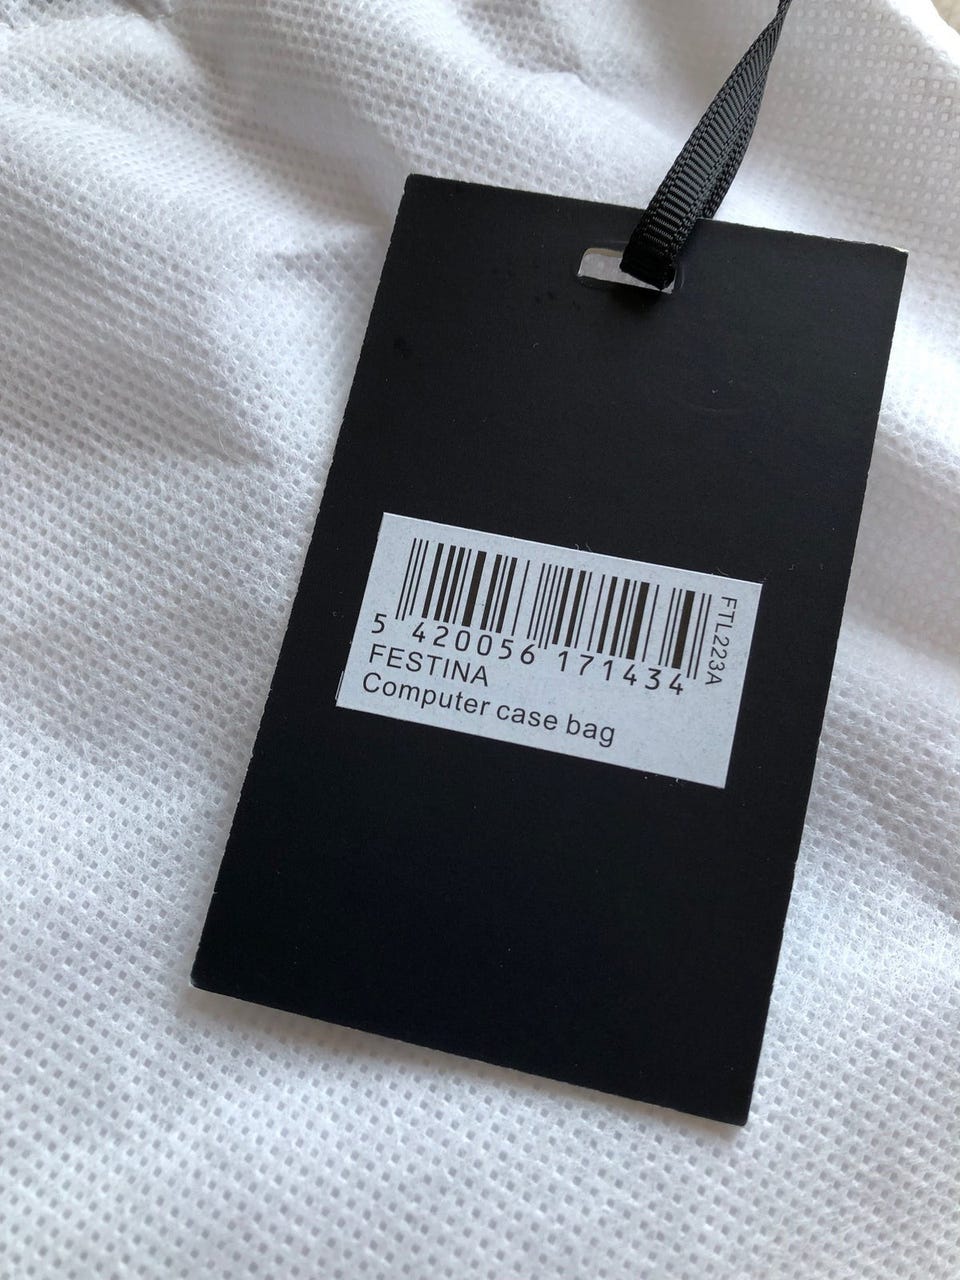 5 420056 171434
FTL223A
FESTINA
Computer case bag